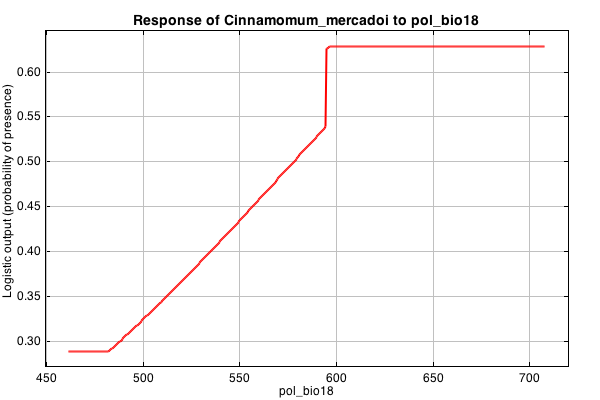 Response of Cinnamomum_mercadoi to pol_bio18
Logistic output (probability of presence)
0.60
0.55
0.50
0.45
0.40
0.35
0.30
450 500 550 600 650 700
pol_bio18